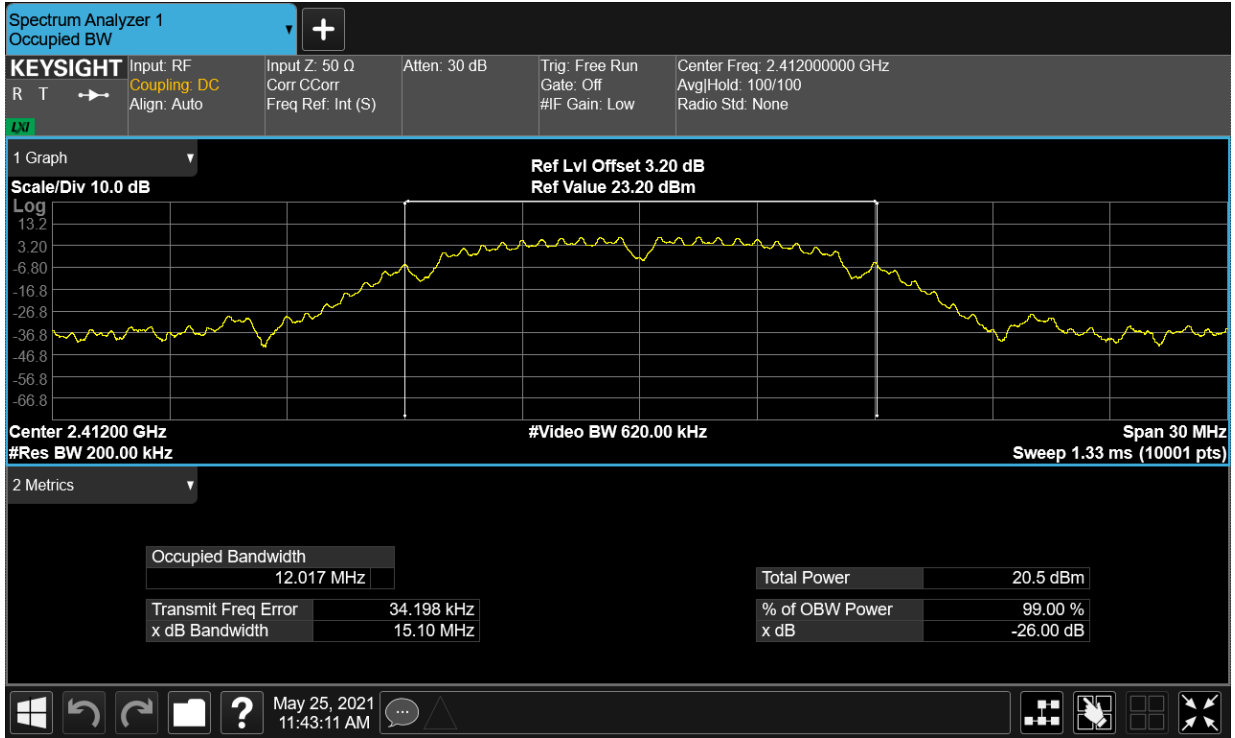 Spectrum Analyzer 1
Occupied BW
KEYSIGHT
R T
LXI
Input: RF
Coupling: DC
Align: Auto
Input Z: 50 Ω
Corr CCorr
Freq Ref: Int (S)
Atten: 30 dB
Trig: Free Run
Gate: Off
#IF Gain: Low
Center Freq: 2.412000000 GHz
Avg|Hold: 100/100
Radio Std: None
1 Graph
Scale/Div 10.0 dB
Ref Lvl Offset 3.20 dB
Ref Value 23.20 dBm
Log
13.2
3.20
-6.80
-16.8
-26.8
-36.8
-46.8
-56.8
-66.8
Center 2.41200 GHz
#Res BW 200.00 kHz
#Video BW 620.00 kHz
Span 30 MHz
Sweep 1.33 ms (10001 pts)
2 Metrics
Occupied Bandwidth
12.017 MHz
Transmit Freq Error 34.198 kHz
x dB Bandwidth 15.10 MHz
Total Power 20.5 dBm
% of OBW Power 99.00 %
x dB -26.00 dB
?
May 25, 2021
11:43:11 AM